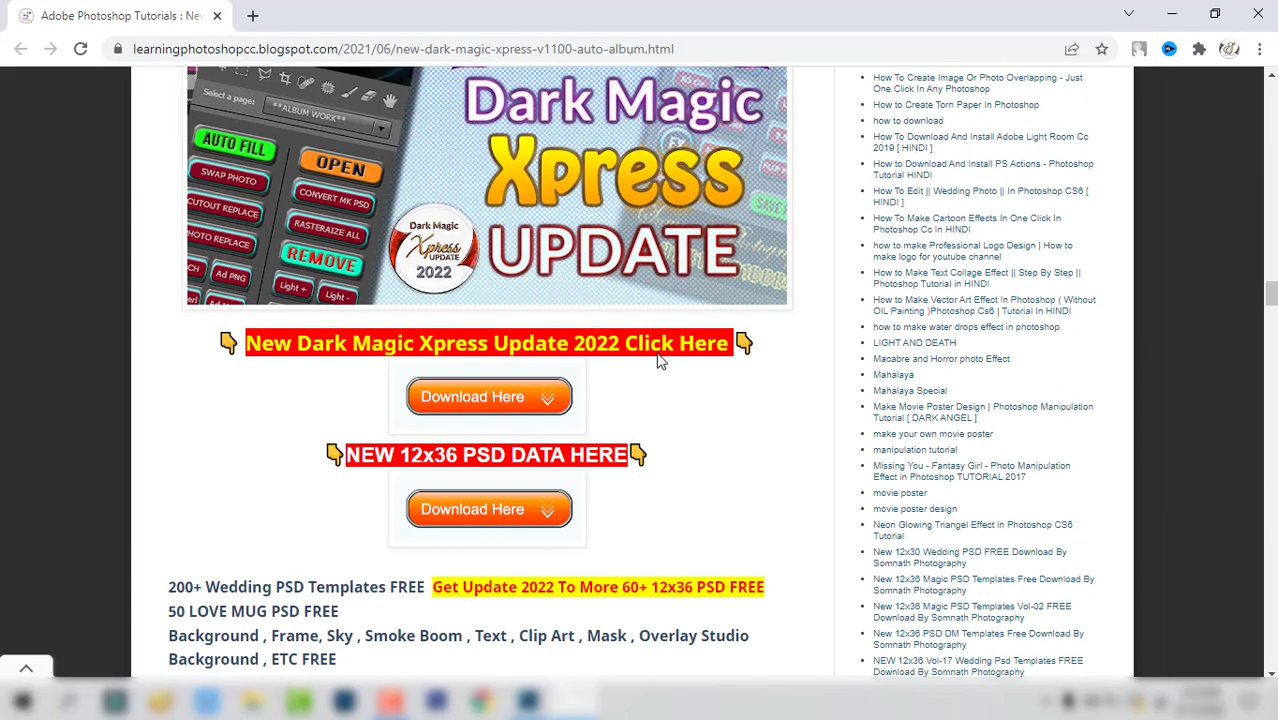 Adobe Photoshop Tutorials : Nev
learningphotoshopcc.blogspot.com/2021/06/new-dark-magic-xpress-v1100-auto-album.html
Select a page:
**ALBUM WORK**
AUTO FILL
OPEN
SWAP PHOTO
CONVERT MK PSD
CUTOUT REPLACE
RASTERAIZE ALL
PHOTO REPLACE
REMOVE
Ad PNG
Light +
Light -
Dark Magic
Xpress
UPDATE
Dark Magic
Xpress
UPDATE
2022
New Dark Magic Xpress Update 2022 Click Here
Download Here
NEW 12x36 PSD DATA HERE
Download Here
200+ Wedding PSD Templates FREE Get Update 2022 To More 60+ 12x36 PSD FREE
50 LOVE MUG PSD FREE
Background , Frame, Sky , Smoke Boom , Text , Clip Art , Mask , Overlay Studio
Background , ETC FREE
How To Create Image Or Photo Overlapping - Just
One Click In Any Photoshop
How to Create Torn Paper In Photoshop
how to download
How To Download And Install Adobe Light Room Cc
2019 [ HINDI ]
How to Download And Install PS Actions - Photoshop
Tutorial HINDI
How To Edit || Wedding Photo || In Photoshop CS6 [
HINDI ]
How To Make Cartoon Effects In One Click In
Photoshop Cc In HINDI
how to make Professional Logo Design | How to
make logo for youtube channel
How to Make Text Collage Effect || Step By Step ||
Photoshop Tutorial in HINDI
How to Make Vector Art Effect In Photoshop ( Without
OIL Painting )Photoshop Cs6 | Tutorial In HINDI
how to make water drops effect in photoshop
LIGHT AND DEATH
Macabre and Horror photo Effect
Mahalaya
Mahalaya Special
Make Movie Poster Design | Photoshop Manipulation
Tutorial [ DARK ANGEL ]
make your own movie poster
manipulation tutorial
Missing You - Fantasy Girl - Photo Manipulation
Effect in Photoshop TUTORIAL 2017
movie poster
movie poster design
Neon Glowing Triangel Effect in Photoshop CS6
Tutorial
New 12x30 Wedding PSD FREE Download By
Somnath Photography
New 12x36 Magic PSD Templates Free Download By
Somnath Photography
New 12x36 Magic PSD Templates Vol-02 FREE
Download By Somnath Photography
New 12x36 PSD DM Templates Free Download By
Somnath Photography
NEW 12x36 Vol-17 Wedding Psd Templates FREE
Download By Somnath Photography